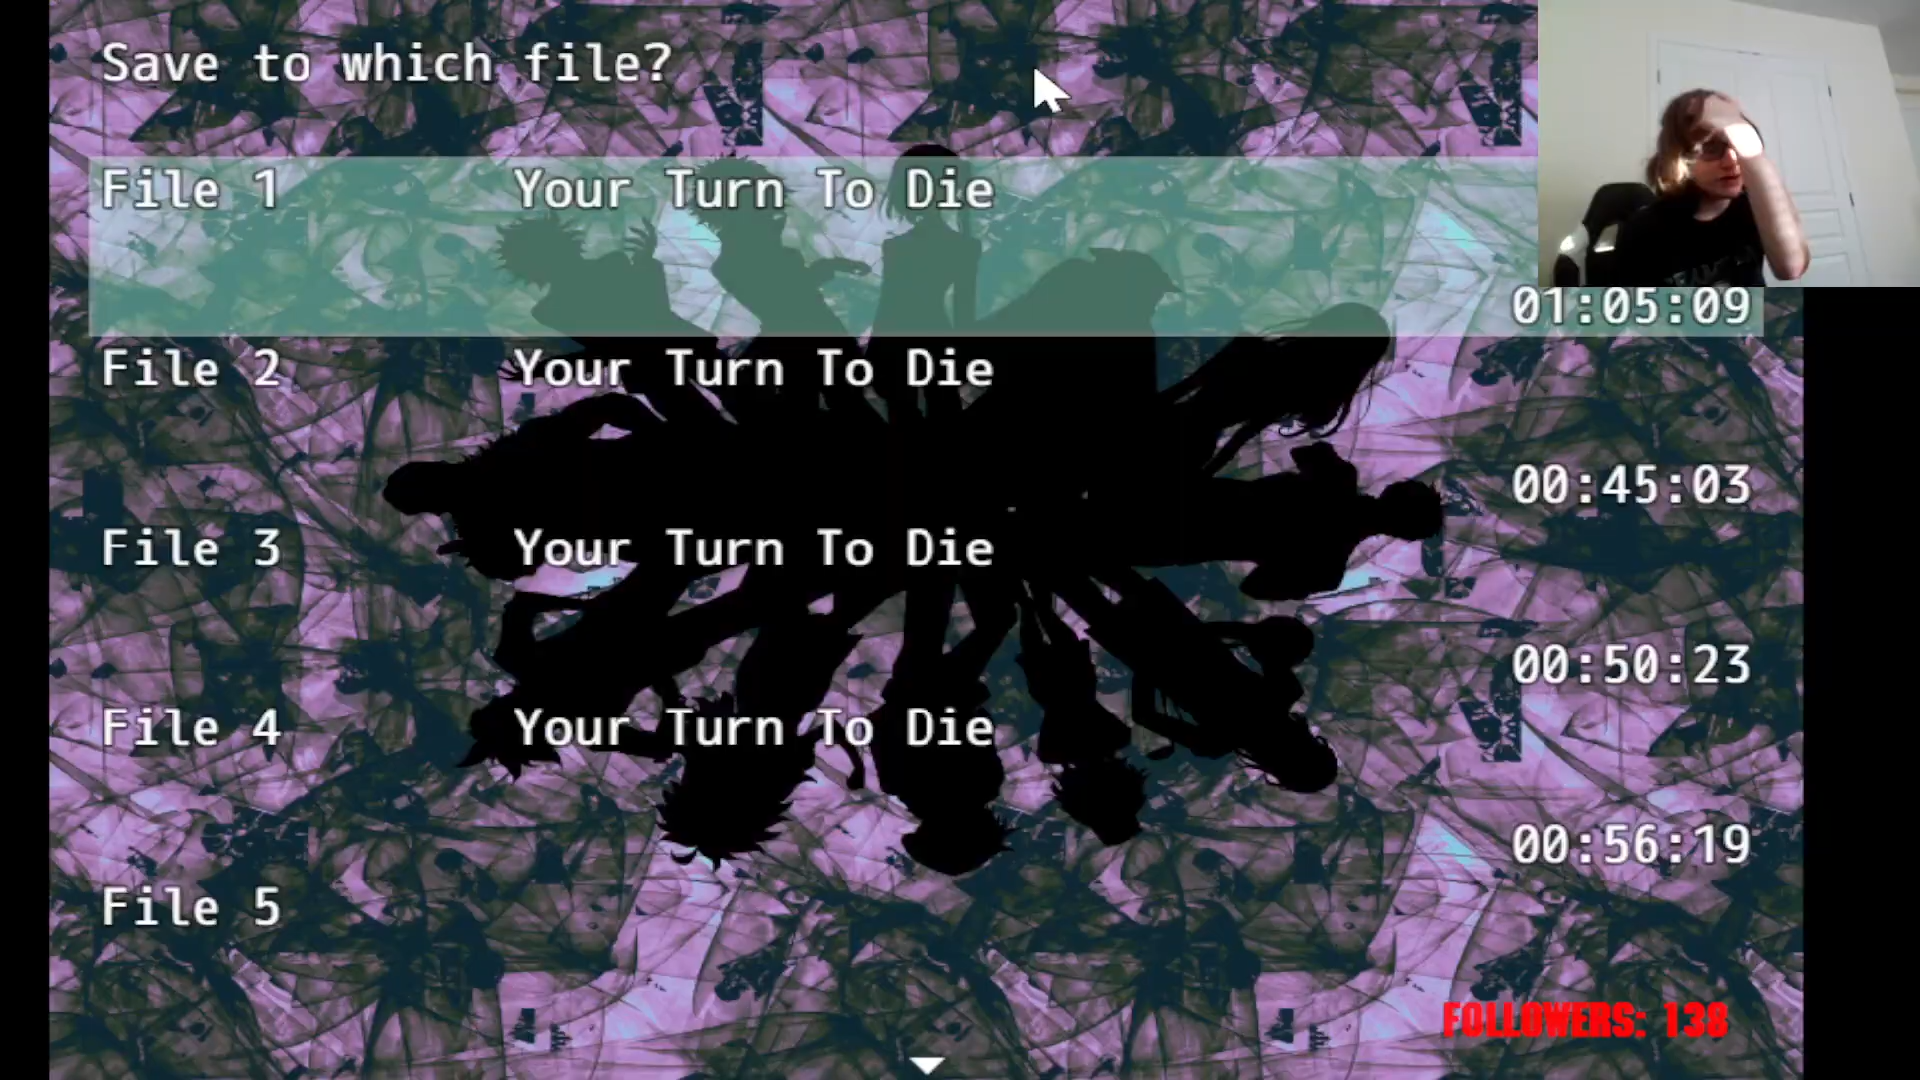 Save to which file?
File 1 Your Turn To Die
01:05:09
File 2 Your Turn To Die
00:45:03
File 3 Your Turn To Die
00:50:23
File 4 Your Turn To Die
00:56:19
File 5
FOLLOWERS: 138